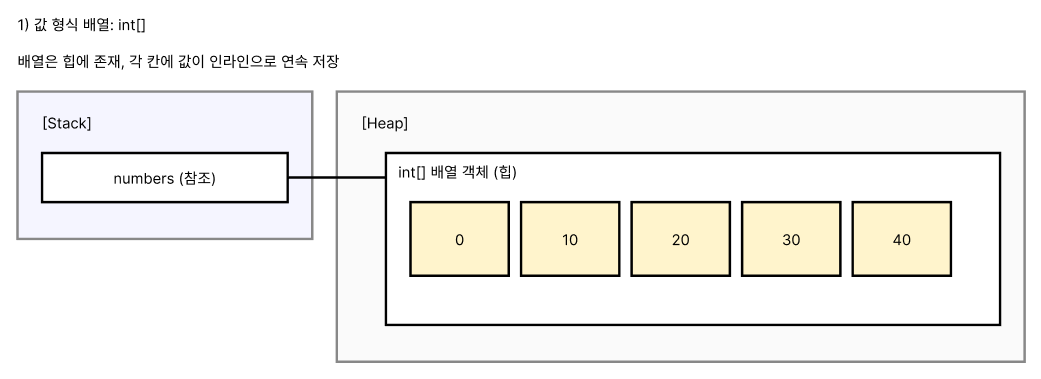 1) 값 형식 배열: int[]
배열은 힙에 존재, 각 칸에 값이 인라인으로 연속 저장
[Stack]
numbers (참조)
[Heap]
int[] 배열 객체 (힙)
0 10 20 30 40